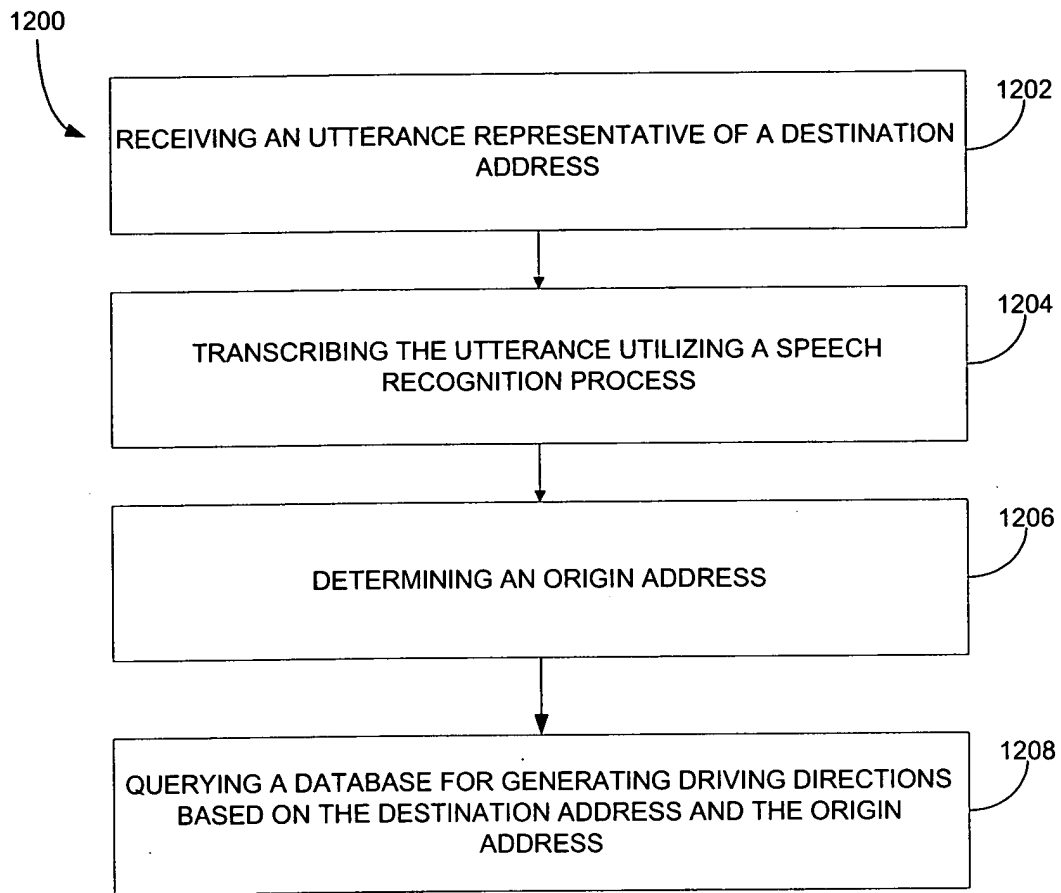 1200
1202
RECEIVING AN UTTERANCE REPRESENTATIVE OF A DESTINATION
ADDRESS
1204
TRANSCRIBING THE UTTERANCE UTILIZING A SPEECH
RECOGNITION PROCESS
1206
DETERMINING AN ORIGIN ADDRESS
1208
QUERYING A DATABASE FOR GENERATING DRIVING DIRECTIONS
BASED ON THE DESTINATION ADDRESS AND THE ORIGIN
ADDRESS